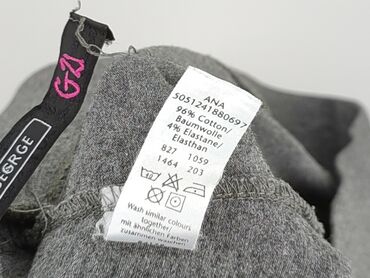 G21
GEORGE
ANA
5051241880697
96% Cotton/
Baumwolle
4% Elastane/
Elasthan
827 1059
1464 203
Wash similar colours
together/
mit ähnlichen Farben
zusammen waschen